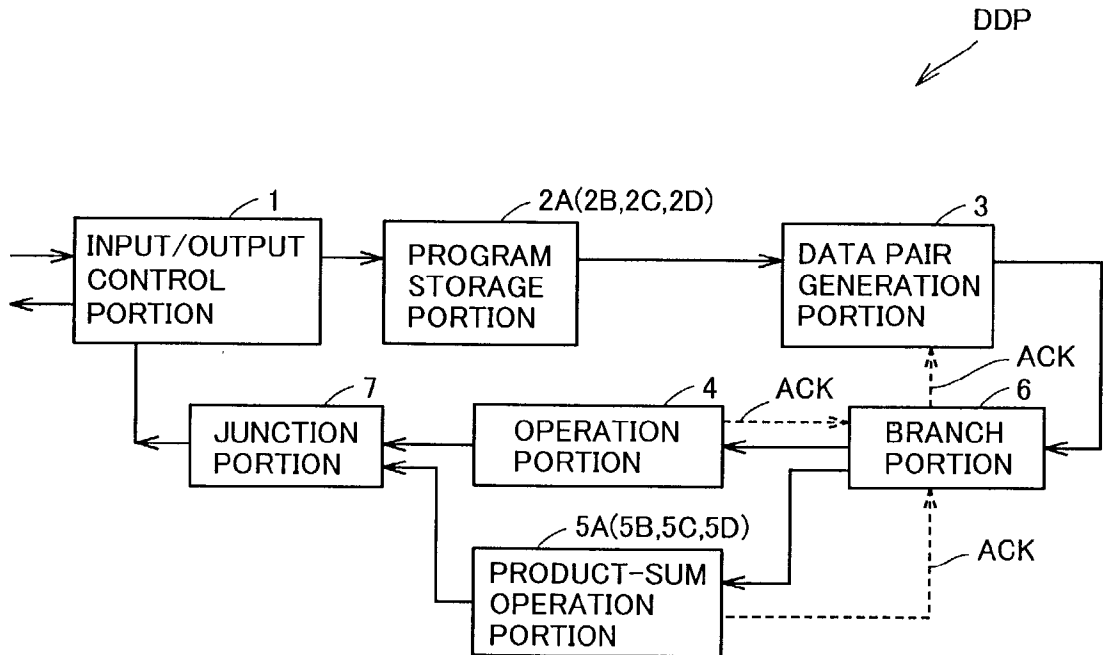 DDP
1
INPUT/OUTPUT
CONTROL
PORTION
2A(2B,2C,2D)
PROGRAM
STORAGE
PORTION
3
DATA PAIR
GENERATION
PORTION
ACK
7
JUNCTION
PORTION
4
OPERATION
PORTION
ACK
6
BRANCH
PORTION
5A(5B,5C,5D)
PRODUCT-SUM
OPERATION
PORTION
ACK